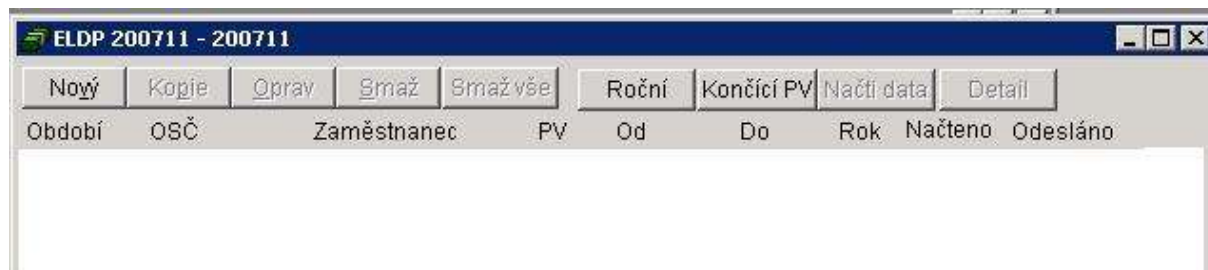 ELDP 200711 - 200711
Nový Kopie Oprav Smaž Smaž vše Roční Končící PV Načti data Detail
Období OSČ Zaměstnanec PV Od Do Rok Načteno Odesláno